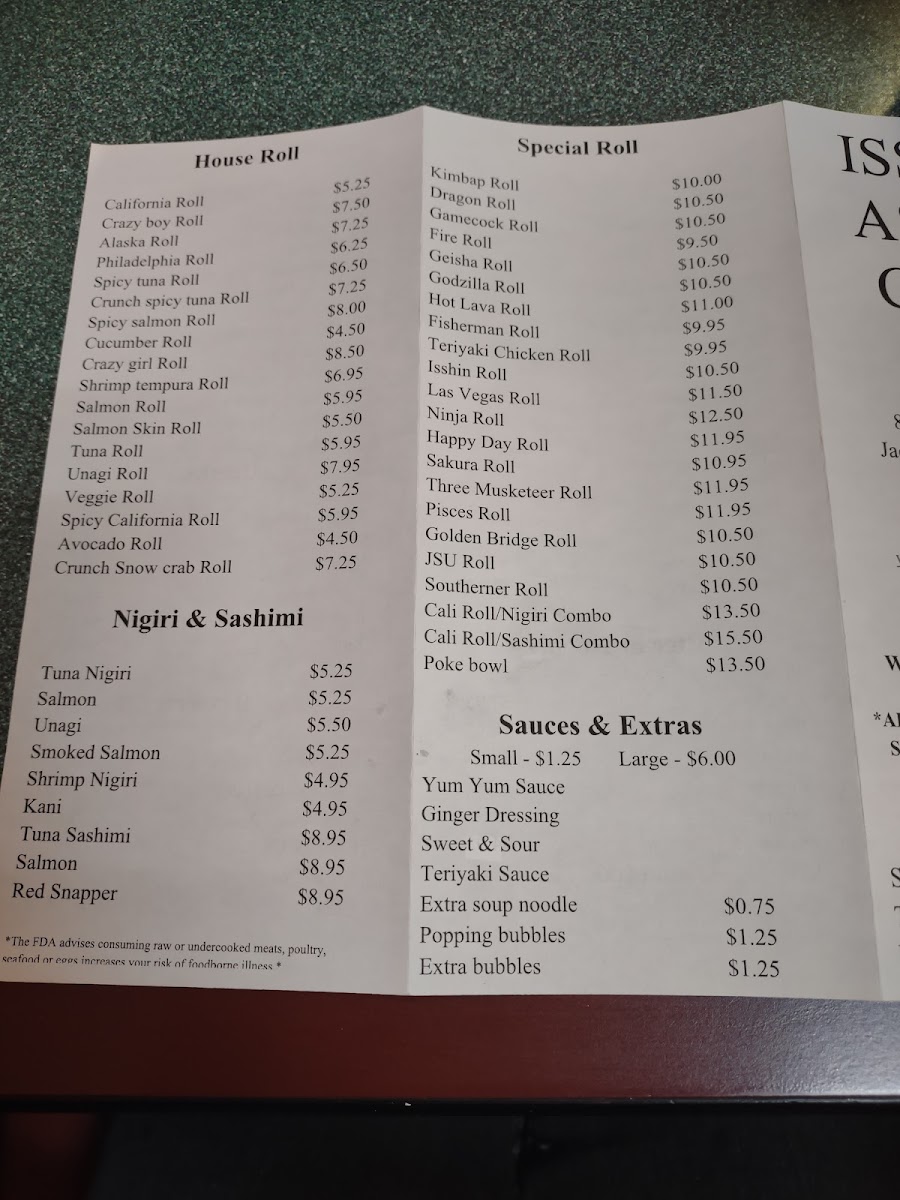 House Roll
California Roll $5.25
Crazy boy Roll $7.50
Alaska Roll $7.25
Philadelphia Roll $6.25
Spicy tuna Roll $6.50
Crunch spicy tuna Roll $7.25
Spicy salmon Roll $8.00
Cucumber Roll $4.50
Crazy girl Roll $8.50
Shrimp tempura Roll $6.95
Salmon Roll $5.95
Salmon Skin Roll $5.50
Tuna Roll $5.95
Unagi Roll $7.95
Veggie Roll $5.25
Spicy California Roll $5.95
Avocado Roll $4.50
Crunch Snow crab Roll $7.25
Nigiri & Sashimi
Tuna Nigiri $5.25
Salmon $5.25
Unagi $5.50
Smoked Salmon $5.25
Shrimp Nigiri $4.95
Kani $4.95
Tuna Sashimi $8.95
Salmon $8.95
Red Snapper $8.95
*The FDA advises consuming raw or undercooked meats, poultry,
seafood or eggs increases your risk of foodborne illness.*
Special Roll
Kimbap Roll $10.00
Dragon Roll $10.50
Gamecock Roll $10.50
Fire Roll $9.50
Geisha Roll $10.50
Godzilla Roll $10.50
Hot Lava Roll $11.00
Fisherman Roll $9.95
Teriyaki Chicken Roll $9.95
Isshin Roll $10.50
Las Vegas Roll $11.50
Ninja Roll $12.50
Happy Day Roll $11.95
Sakura Roll $10.95
Three Musketeer Roll $11.95
Pisces Roll $11.95
Golden Bridge Roll $10.50
JSU Roll $10.50
Southerner Roll $10.50
Cali Roll/Nigiri Combo $13.50
Cali Roll/Sashimi Combo $15.50
Poke bowl $13.50
Sauces & Extras
Small - $1.25 Large - $6.00
Yum Yum Sauce
Ginger Dressing
Sweet & Sour
Teriyaki Sauce
Extra soup noodle $0.75
Popping bubbles $1.25
Extra bubbles $1.25